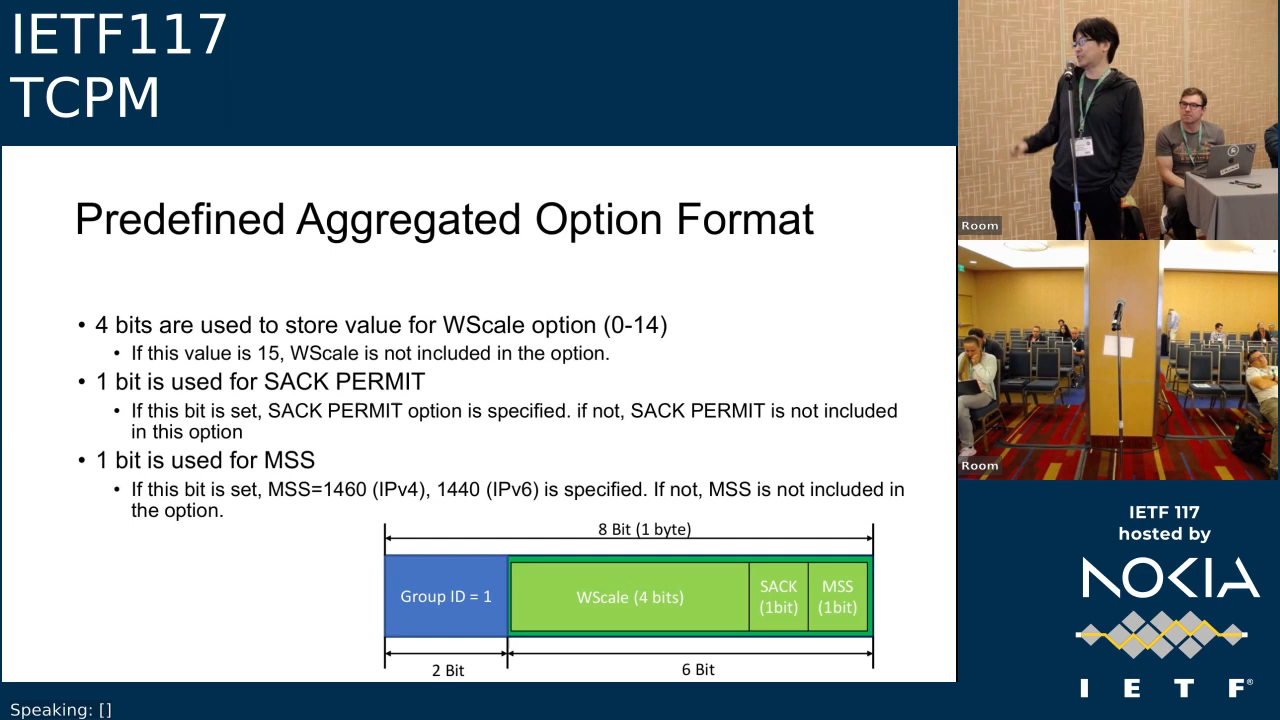 IETF117
TCPM
Predefined Aggregated Option Format
• 4 bits are used to store value for WScale option (0-14)
• If this value is 15, WScale is not included in the option.
• 1 bit is used for SACK PERMIT
• If this bit is set, SACK PERMIT option is specified. if not, SACK PERMIT is not included
in this option
• 1 bit is used for MSS
• If this bit is set, MSS=1460 (IPv4), 1440 (IPv6) is specified. If not, MSS is not included in
the option.
8 Bit (1 byte)
Group ID = 1
WScale (4 bits)
SACK
(1bit)
MSS
(1bit)
2 Bit
6 Bit
Speaking: []
Room
Room
IETF 117
hosted by
NOKIA
I E T F®